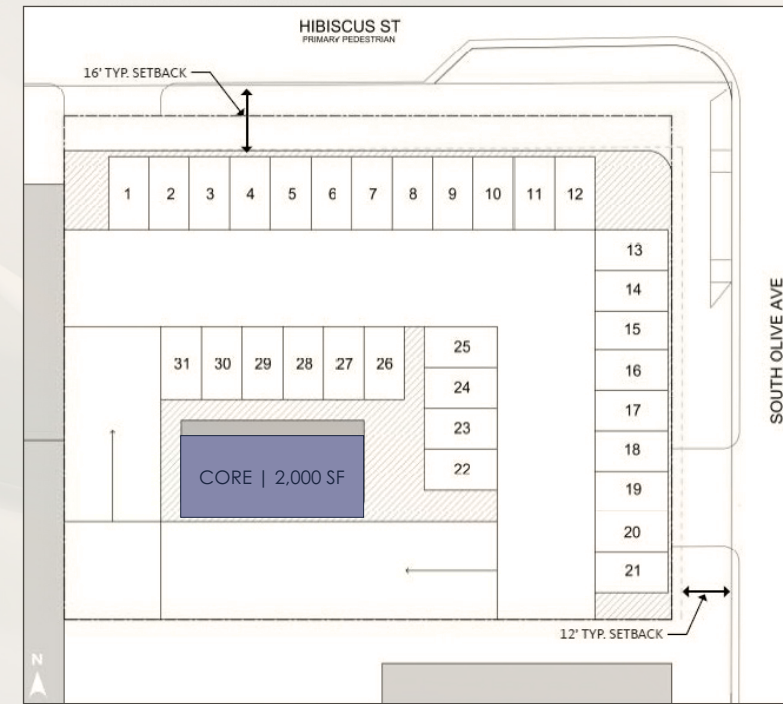 HIBISCUS ST
PRIMARY PEDESTRIAN
16' TYP. SETBACK
1 2 3 4 5 6 7 8 9 10 11 12
13
14
15
16
17
18
19
20
21
SOUTH OLIVE AVE
31 30 29 28 27 26
25
24
23
22
CORE | 2,000 SF
12' TYP. SETBACK
N